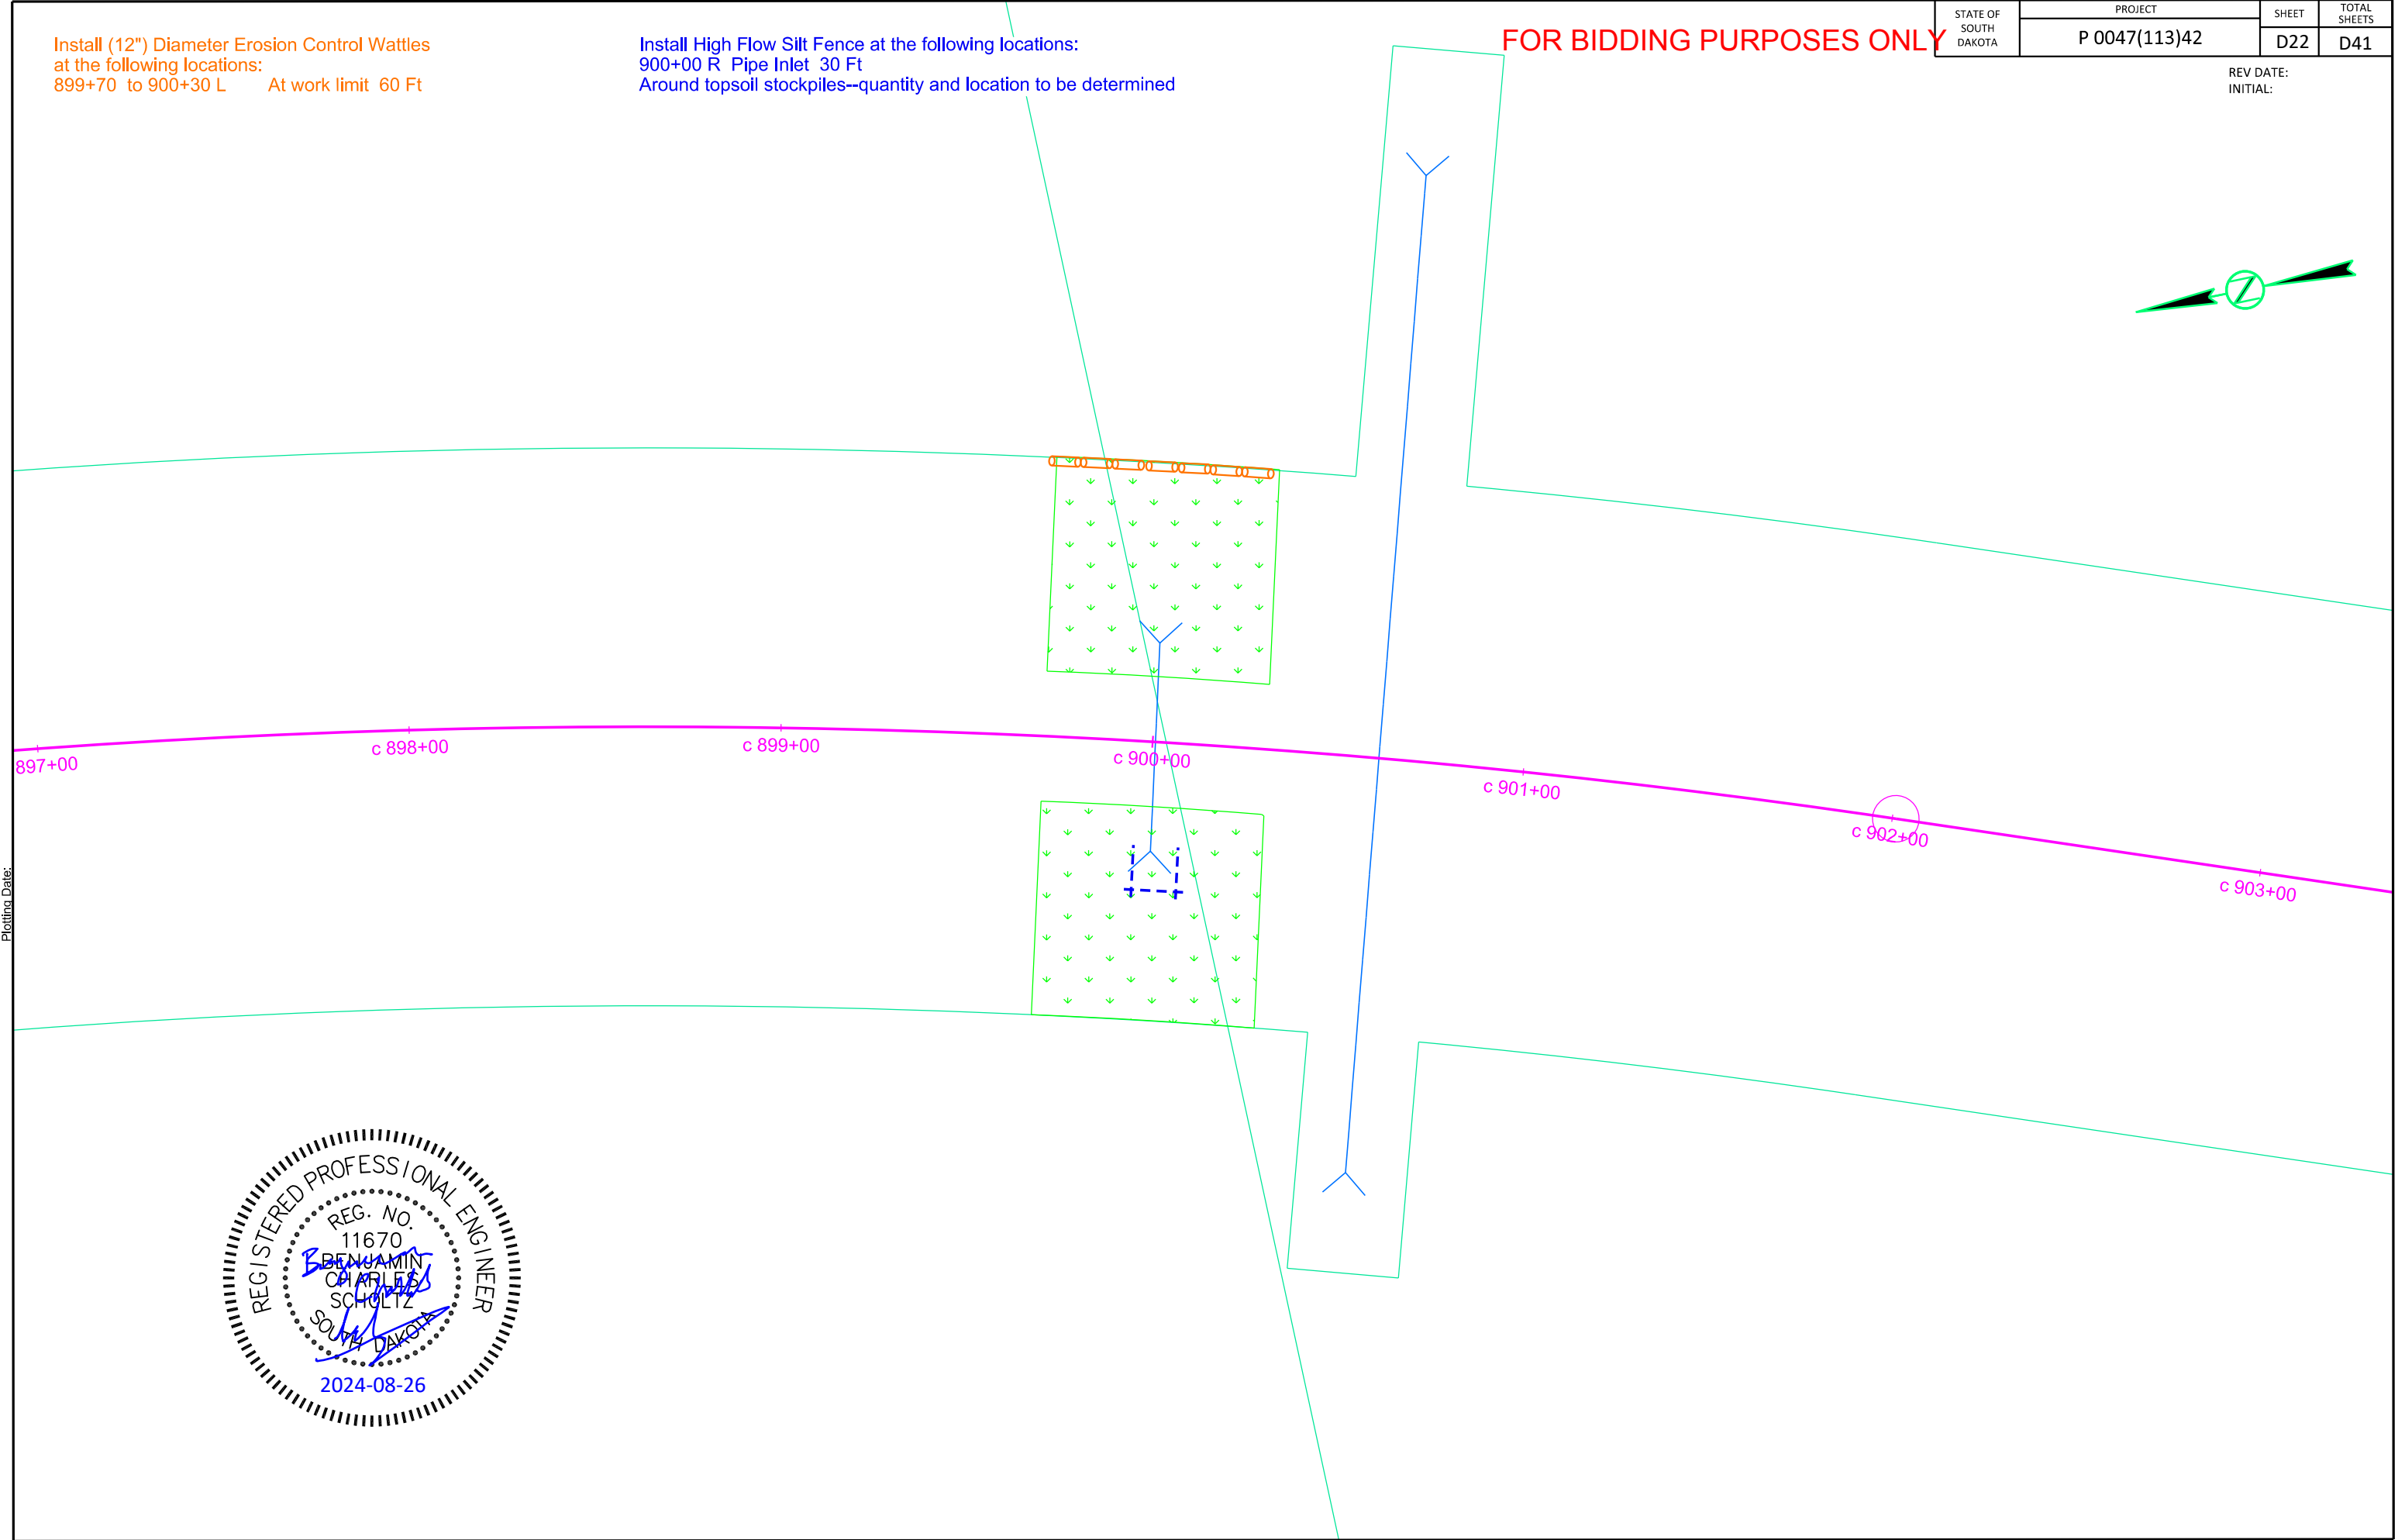 Install (12") Diameter Erosion Control Wattles
at the following locations:
899+70 to 900+30 L At work limit 60 Ft
Install High Flow Silt Fence at the following locations:
900+00 R Pipe Inlet 30 Ft
Around topsoil stockpiles--quantity and location to be determined
FOR BIDDING PURPOSES ONLY
STATE OF
SOUTH
DAKOTA
PROJECT
P 0047(113)42
SHEET
D22
TOTAL
SHEETS
D41
REV DATE:
INITIAL:
Z
897+00
c 898+00
c 899+00
c 900+00
c 901+00
c 902+00
c 903+00
Plotting Date:
REGISTERED PROFESSIONAL ENGINEER
REG. NO.
11670
BENJAMIN
CHARLES
SCHOLTZ
SOUTH DAKOTA
2024-08-26